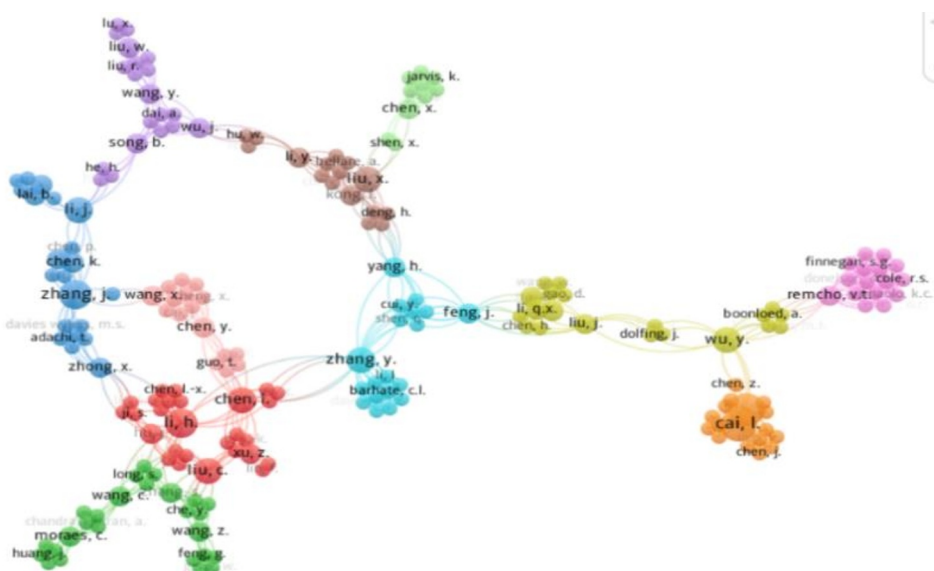 lu, x.
liu, w.
liu, r.
wang, y.
dai, a.
wu, j.
song, b.
hu, w.
he, h.
lai, b.
li, j.
jarvis, k.
chen, x.
shen, x.
li, y.
liu, x.
deng, h.
yang, h.
chen, k.
zhang, j.
wang, x.
chen, y.
adachi, t.
zhong, x.
guo, t.
cui, y.
feng, j.
zhang, y.
barhate, c.l.
li, q.x.
gao, d.
chen, h.
liu, j.
dolfing, j.
boonloed, a.
wu, y.
finnegan, s.g.
cole, r.s.
remcho, v.t.
chen, z.
cai, l.
chen, j.
chen, l.-x.
li, h.
xu, z.
liu, c.
long, s.
wang, c.
che, y.
wang, z.
moraes, c.
huang, j.
feng, g.